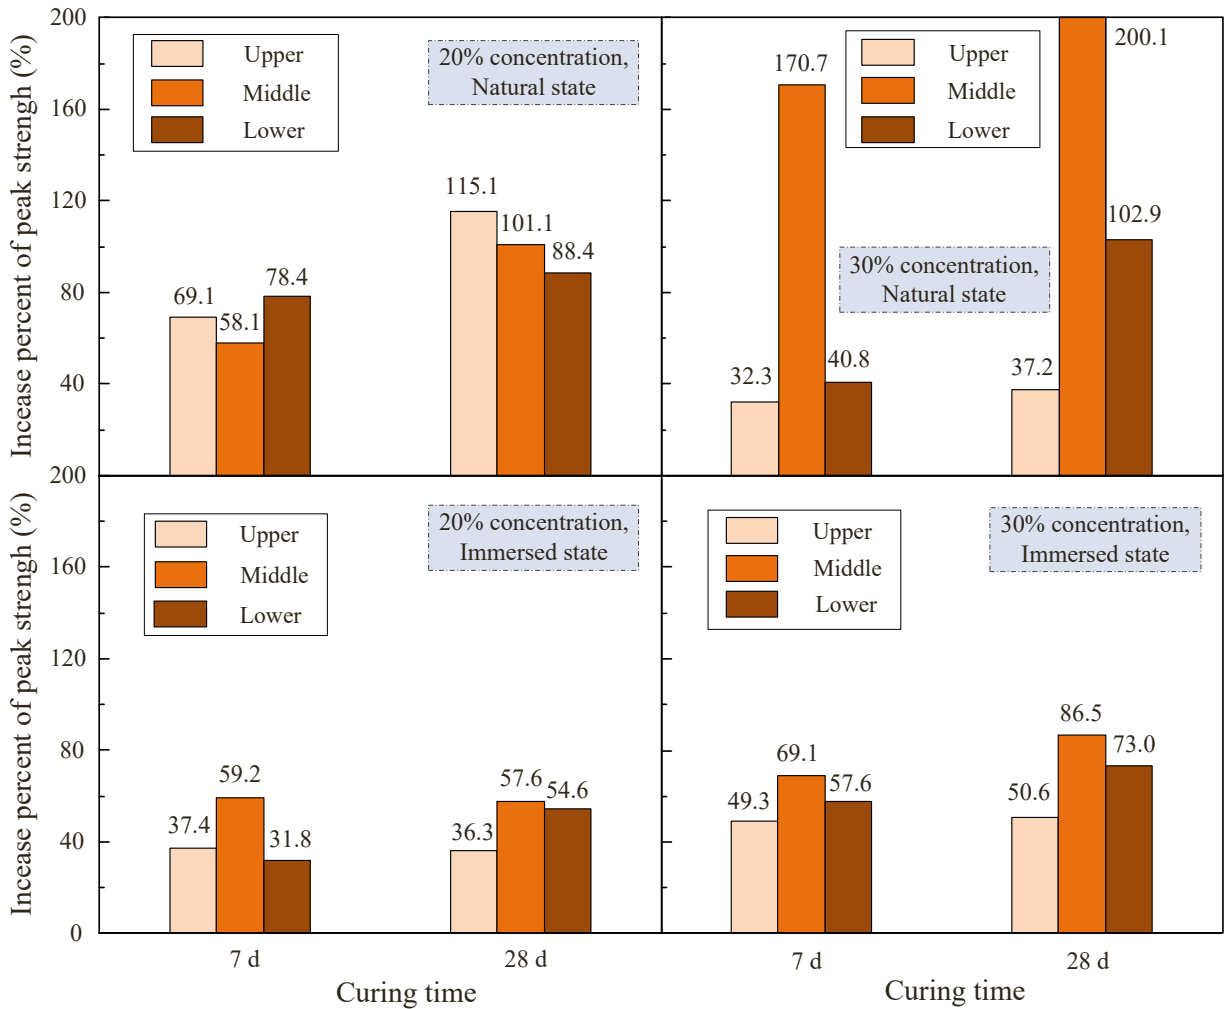 Incease percent of peak strengh (%)
200
160
120
80
40
200
Upper
Middle
Lower
20% concentration,
Natural state
69.1
58.1
78.4
115.1
101.1
88.4
Upper
Middle
Lower
30% concentration,
Natural state
32.3
170.7
40.8
37.2
200.1
102.9
Incease percent of peak strengh (%)
160
120
80
40
0
Upper
Middle
Lower
20% concentration,
Immersed state
37.4
59.2
31.8
36.3
57.6
54.6
7 d
28 d
Curing time
Upper
Middle
Lower
30% concentration,
Immersed state
49.3
69.1
57.6
50.6
86.5
73.0
7 d
28 d
Curing time